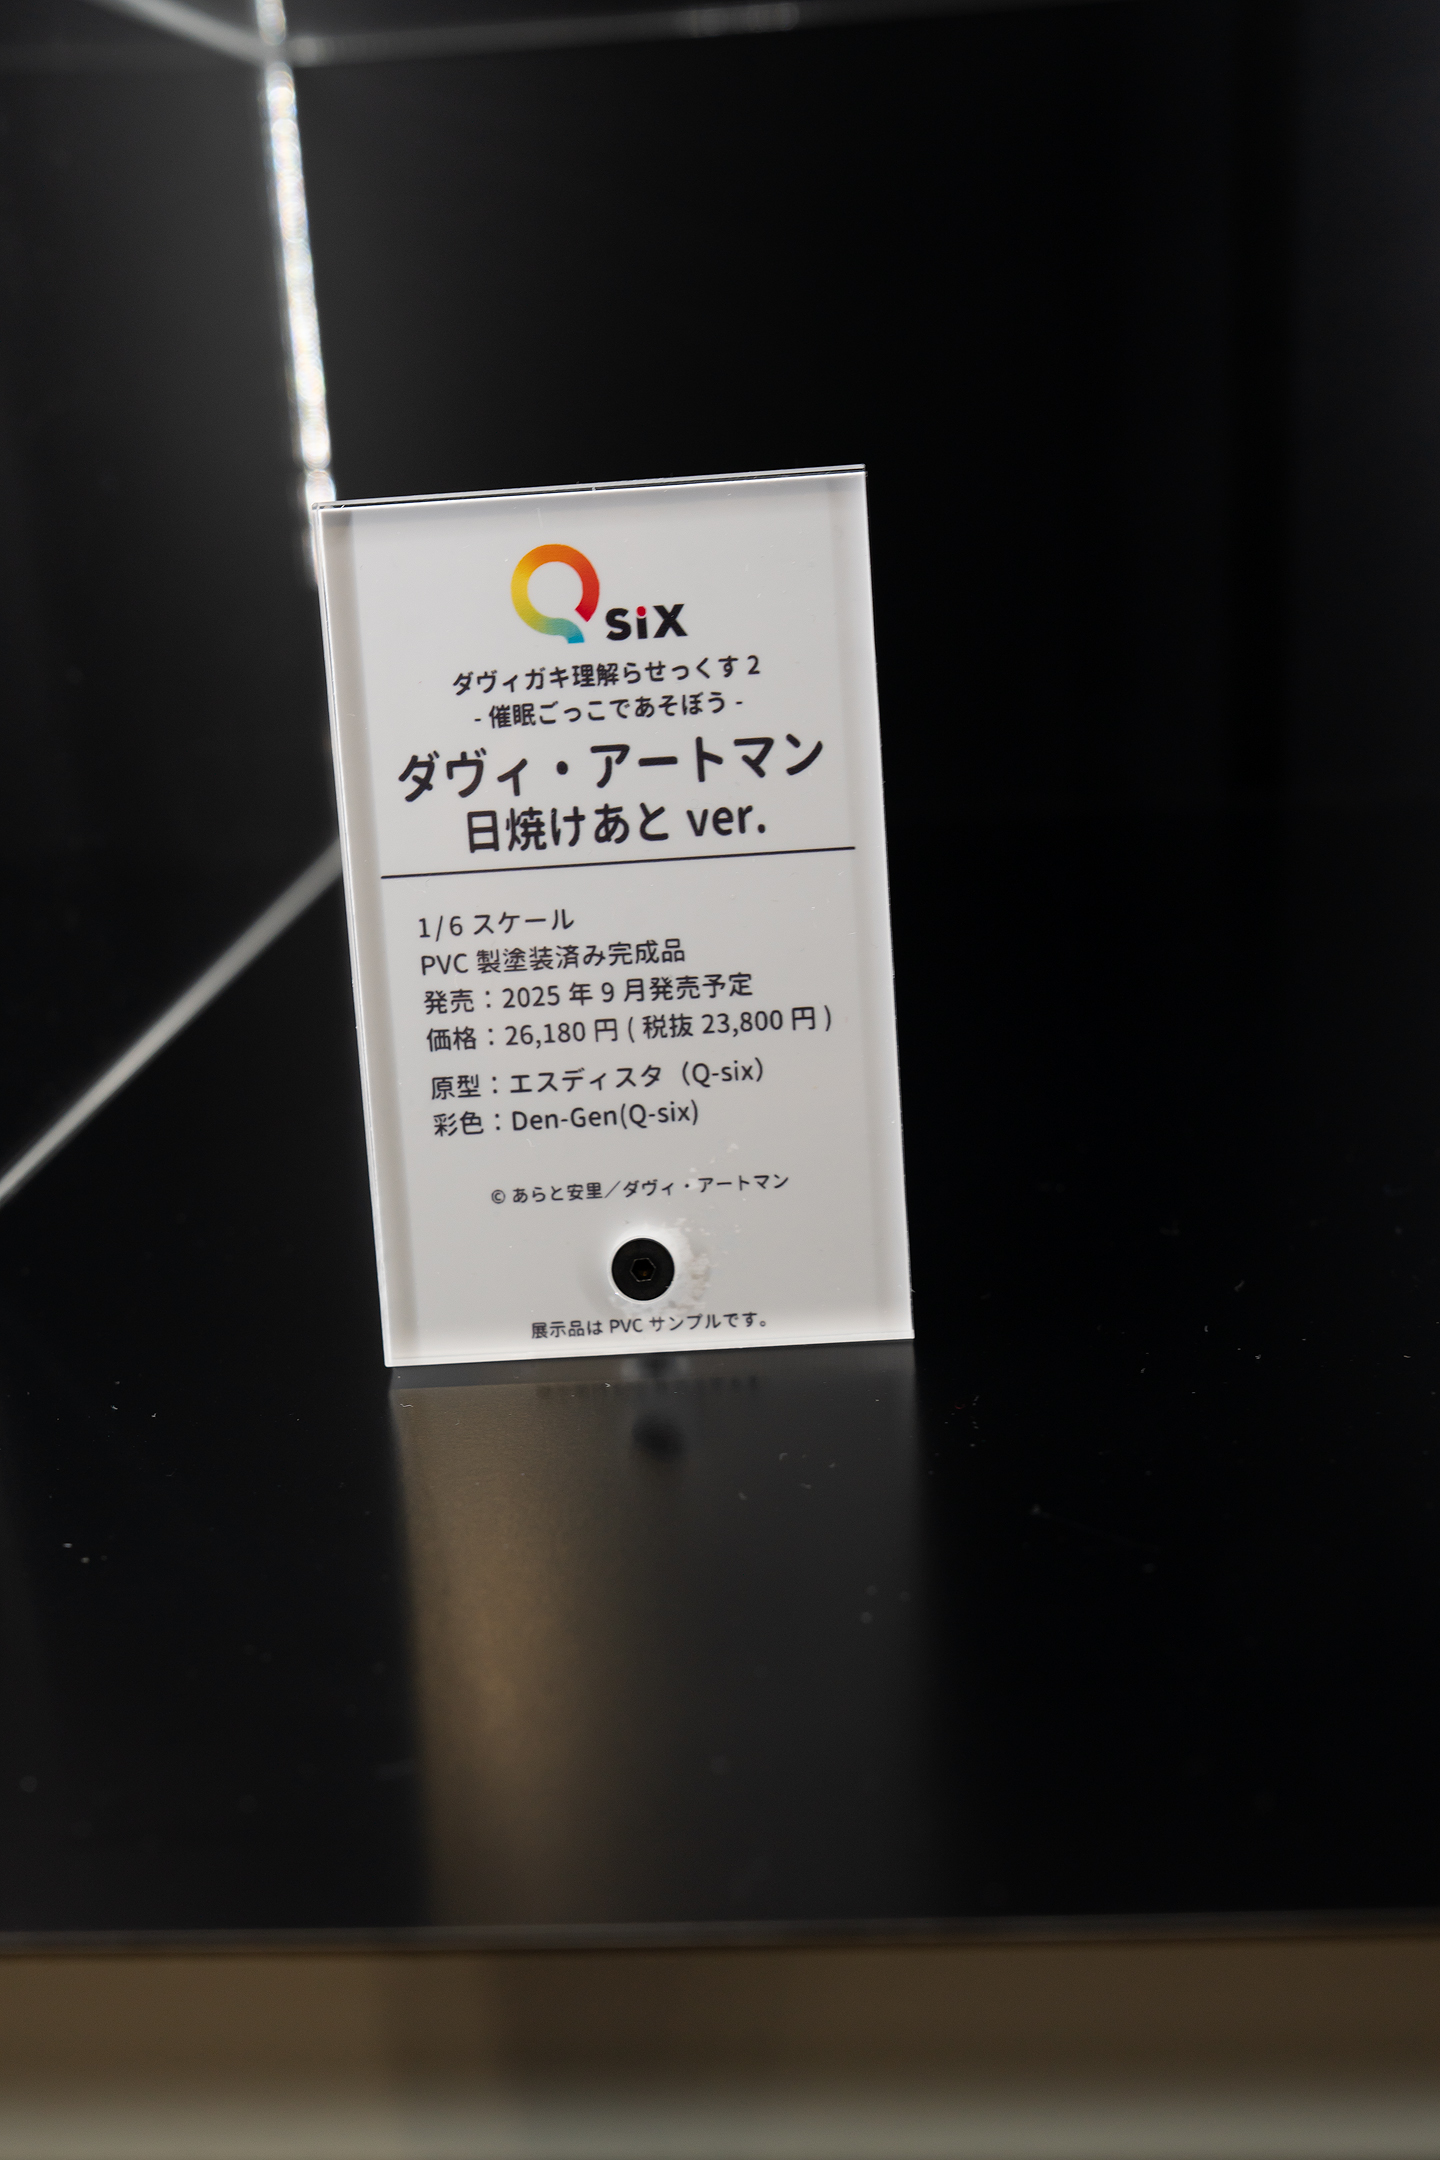 Q siX
ダヴィガキ理解らせっくす 2
- 催眠ごっこであそぼう -
ダヴィ・アートマン
日焼けあと ver.
1/6 スケール
PVC 製塗装済み完成品
発売：2025 年 9 月発売予定
価格：26,180 円 ( 税抜 23,800 円 )
原型：エスディスタ（Q-six）
彩色：Den-Gen(Q-six)
© あらと安里／ダヴィ・アートマン
展示品は PVC サンプルです。